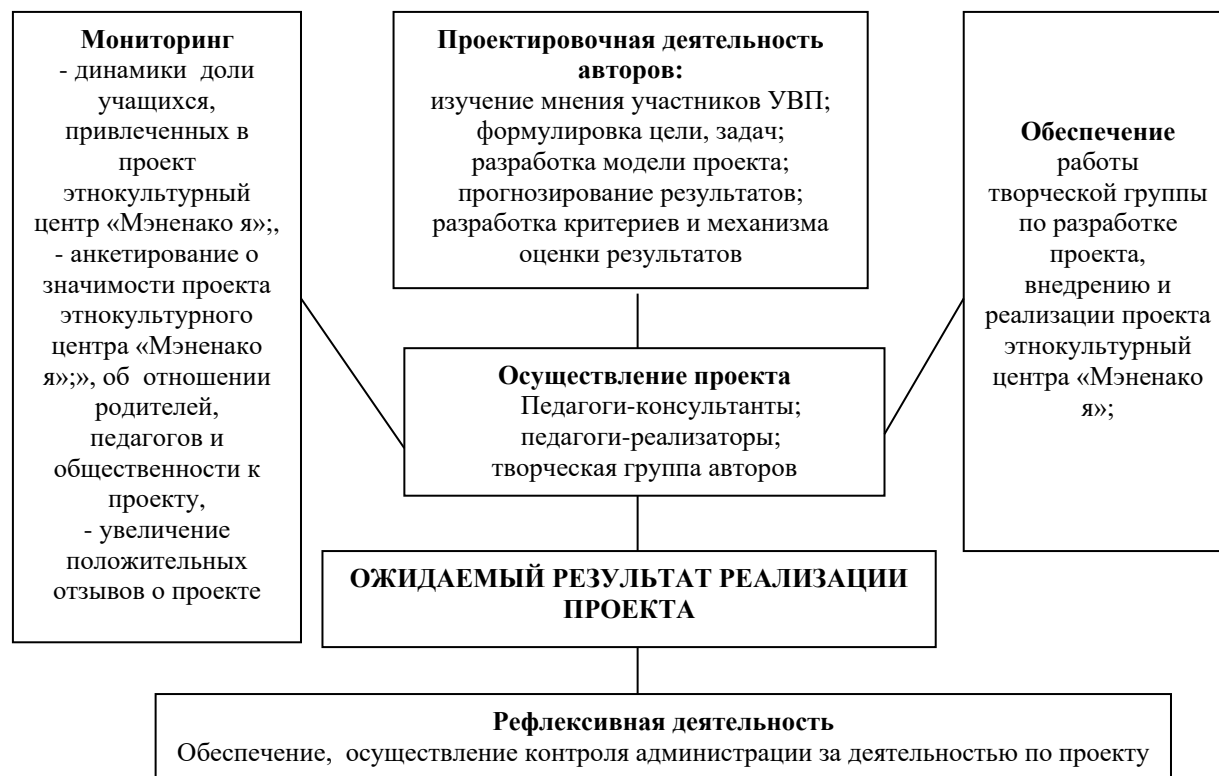 Мониторинг
- динамики доли
учащихся,
привлеченных в
проект
этнокультурный
центр «Мэненако я»;,
- анкетирование о
значимости проекта
этнокультурного
центра «Мэненако
я»;», об отношении
родителей,
педагогов и
общественности к
проекту,
- увеличение
положительных
отзывов о проекте
Проектировочная деятельность
авторов:
изучение мнения участников УВП;
формулировка цели, задач;
разработка модели проекта;
прогнозирование результатов;
разработка критериев и механизма
оценки результатов
Обеспечение
работы
творческой группы
по разработке
проекта,
внедрению и
реализации проекта
этнокультурный
центра «Мэненако
я»;
Осуществление проекта
Педагоги-консультанты;
педагоги-реализаторы;
творческая группа авторов
ОЖИДАЕМЫЙ РЕЗУЛЬТАТ РЕАЛИЗАЦИИ
ПРОЕКТА
Рефлексивная деятельность
Обеспечение, осуществление контроля администрации за деятельностью по проекту